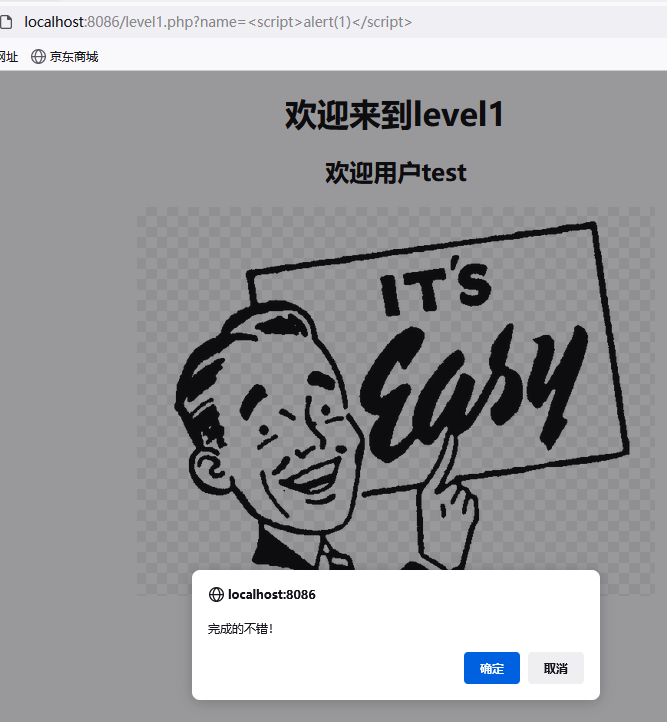 localhost:8086/level1.php?name=<script>alert(1)</script>
网址 京东商城
欢迎来到level1
欢迎用户test
IT'S
Easy
localhost:8086
完成的不错!
确定 取消